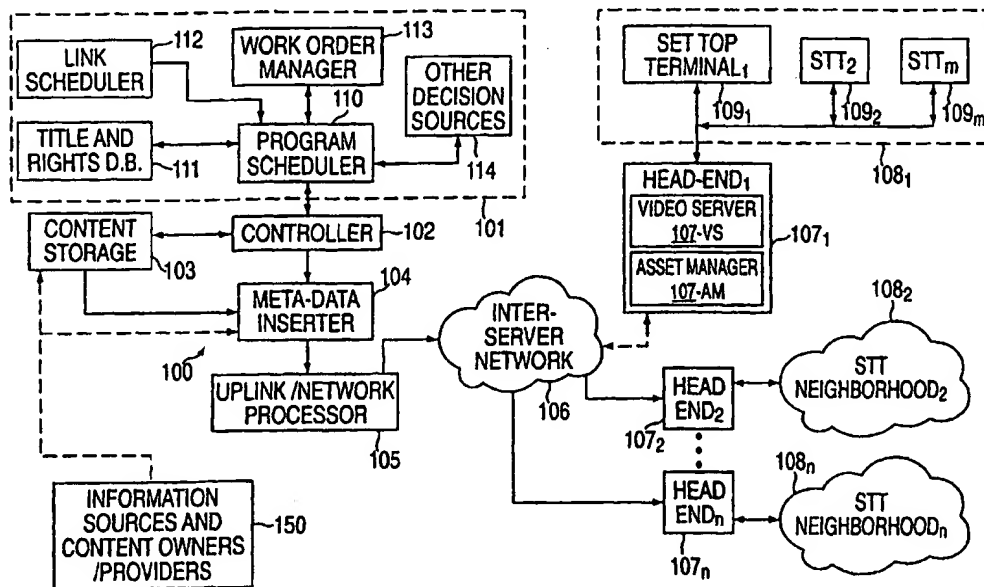 112
LINK
SCHEDULER
WORK ORDER
MANAGER
113
110
OTHER
DECISION
SOURCES
114
TITLE AND
RIGHTS D.B.
111
PROGRAM
SCHEDULER
101
CONTENT
STORAGE
103
CONTROLLER
102
META-DATA
INSERTER
104
100
UPLINK/NETWORK
PROCESSOR
105
INFORMATION
SOURCES AND
CONTENT OWNERS
/PROVIDERS
150
INTER-
SERVER
NETWORK
106
SET TOP
TERMINAL₁
109₁
STT₂
109₂
STTₘ
109ₘ
108₁
HEAD-END₁
VIDEO SERVER
107-VS
ASSET MANAGER
107-AM
107₁
HEAD
END₂
107₂
108₂
STT
NEIGHBORHOOD₂
HEAD
ENDₙ
107ₙ
108ₙ
STT
NEIGHBORHOODₙ